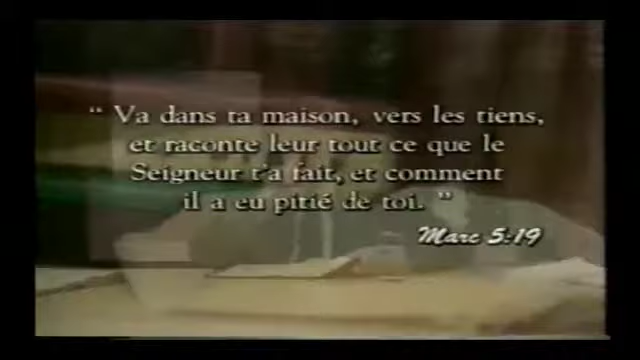 “ Va dans ta maison, vers les tiens,
et raconte leur tout ce que le
Seigneur t'a fait, et comment
il a eu pitié de toi. ”
Marc 5:19